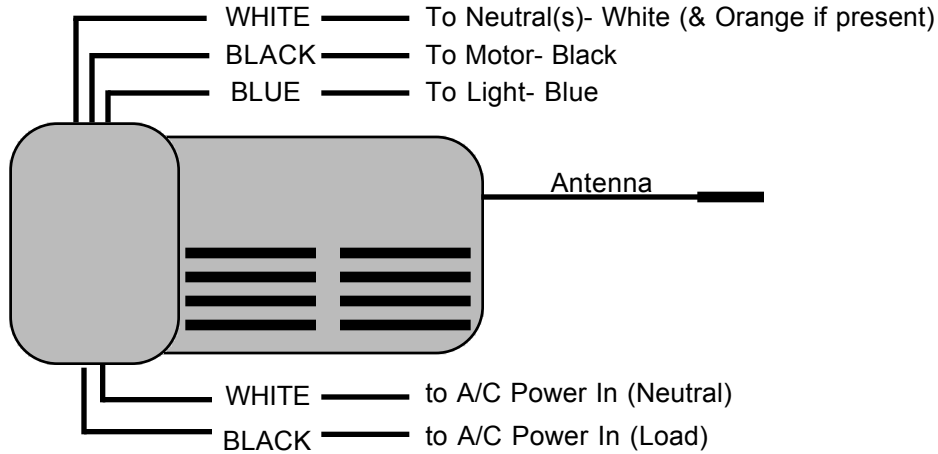 WHITE To Neutral(s)- White (& Orange if present)
BLACK To Motor- Black
BLUE To Light- Blue
Antenna
WHITE to A/C Power In (Neutral)
BLACK to A/C Power In (Load)